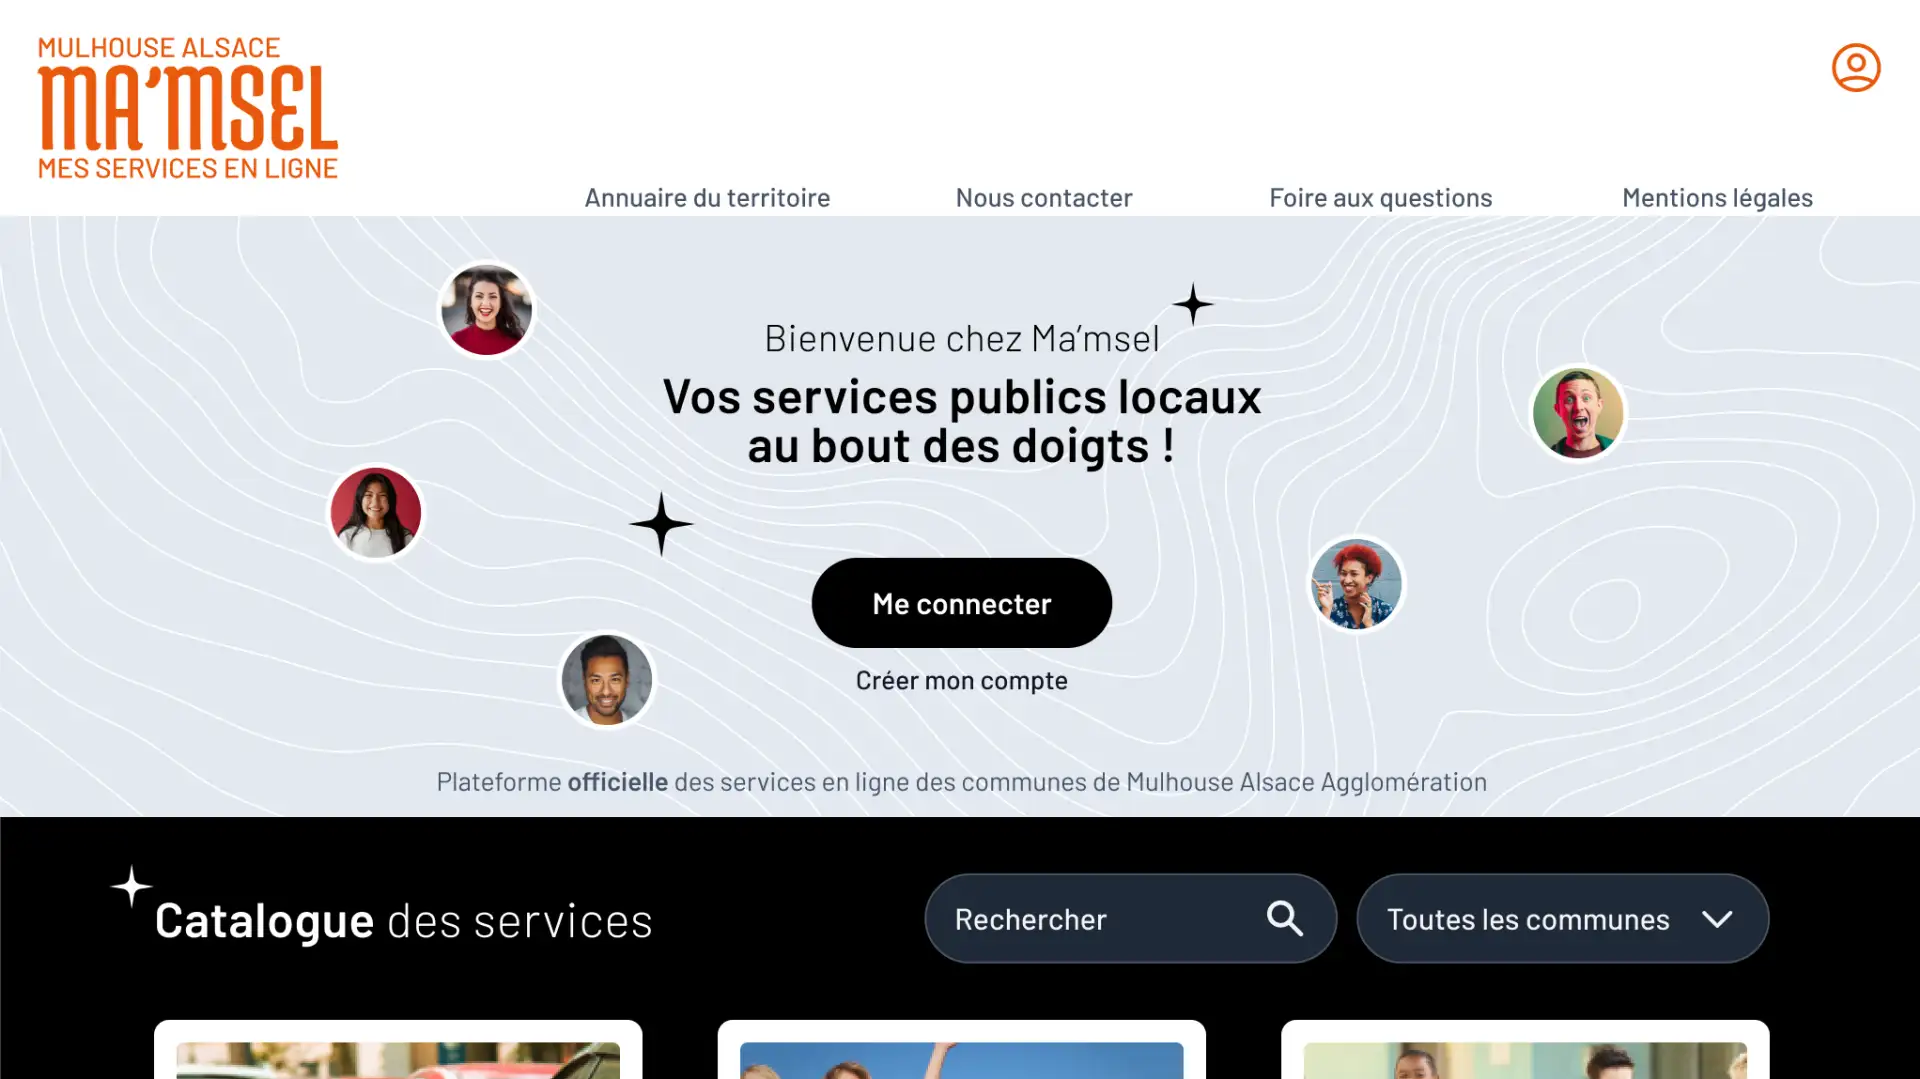 MULHOUSE ALSACE
MA'MSEL
MES SERVICES EN LIGNE
Annuaire du territoire
Nous contacter
Foire aux questions
Mentions légales
Bienvenue chez Ma’msel
Vos services publics locaux
au bout des doigts !
Me connecter
Créer mon compte
Plateforme officielle des services en ligne des communes de Mulhouse Alsace Agglomération
Catalogue des services
Rechercher
Toutes les communes